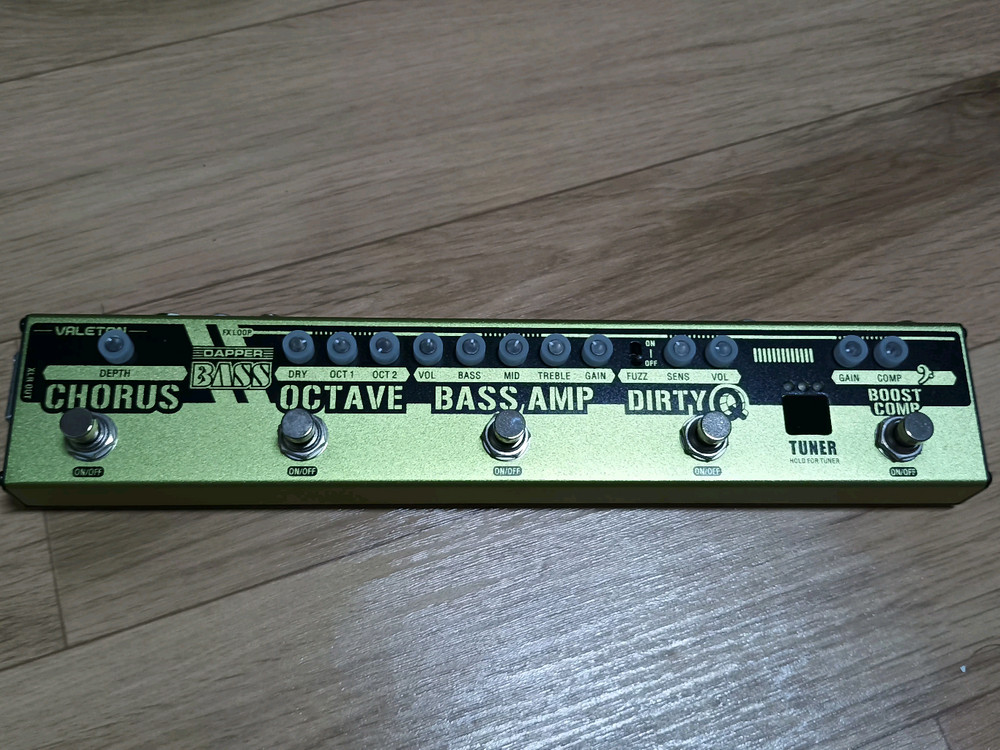 VALETON
FX LOOP
XLR OUT
DAPPER
BASS
DEPTH
CHORUS
ON/OFF
DRY OCT 1 OCT 2
OCTAVE
ON/OFF
VOL BASS MID TREBLE GAIN
BASS AMP
ON/OFF
ON
OFF
FUZZ SENS VOL
DIRTY Q
ON/OFF
TUNER
HOLD FOR TUNER
GAIN COMP
BOOST
COMP
ON/OFF